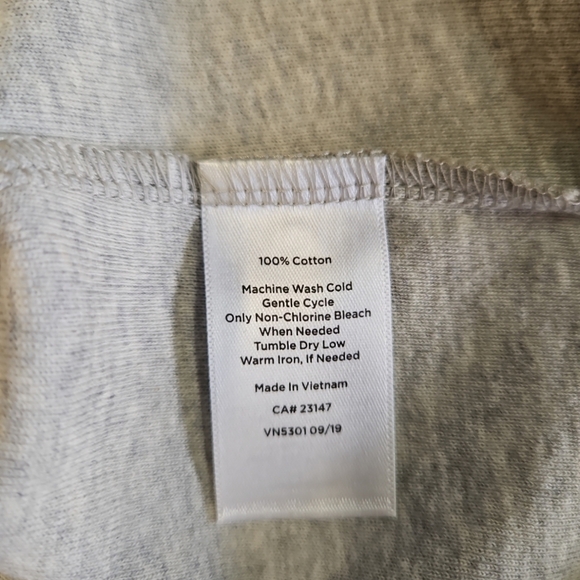 100% Cotton
Machine Wash Cold
Gentle Cycle
Only Non-Chlorine Bleach
When Needed
Tumble Dry Low
Warm Iron, If Needed
Made In Vietnam
CA# 23147
VN5301 09/19